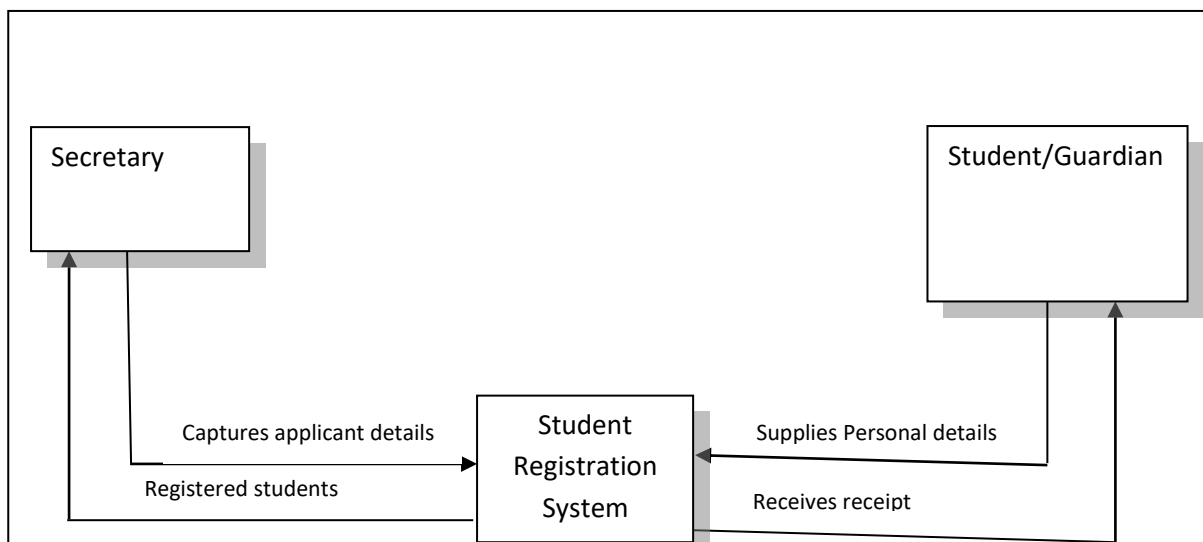 Secretary
Student/Guardian
Captures applicant details
Registered students
Student
Registration
System
Supplies Personal details
Receives receipt